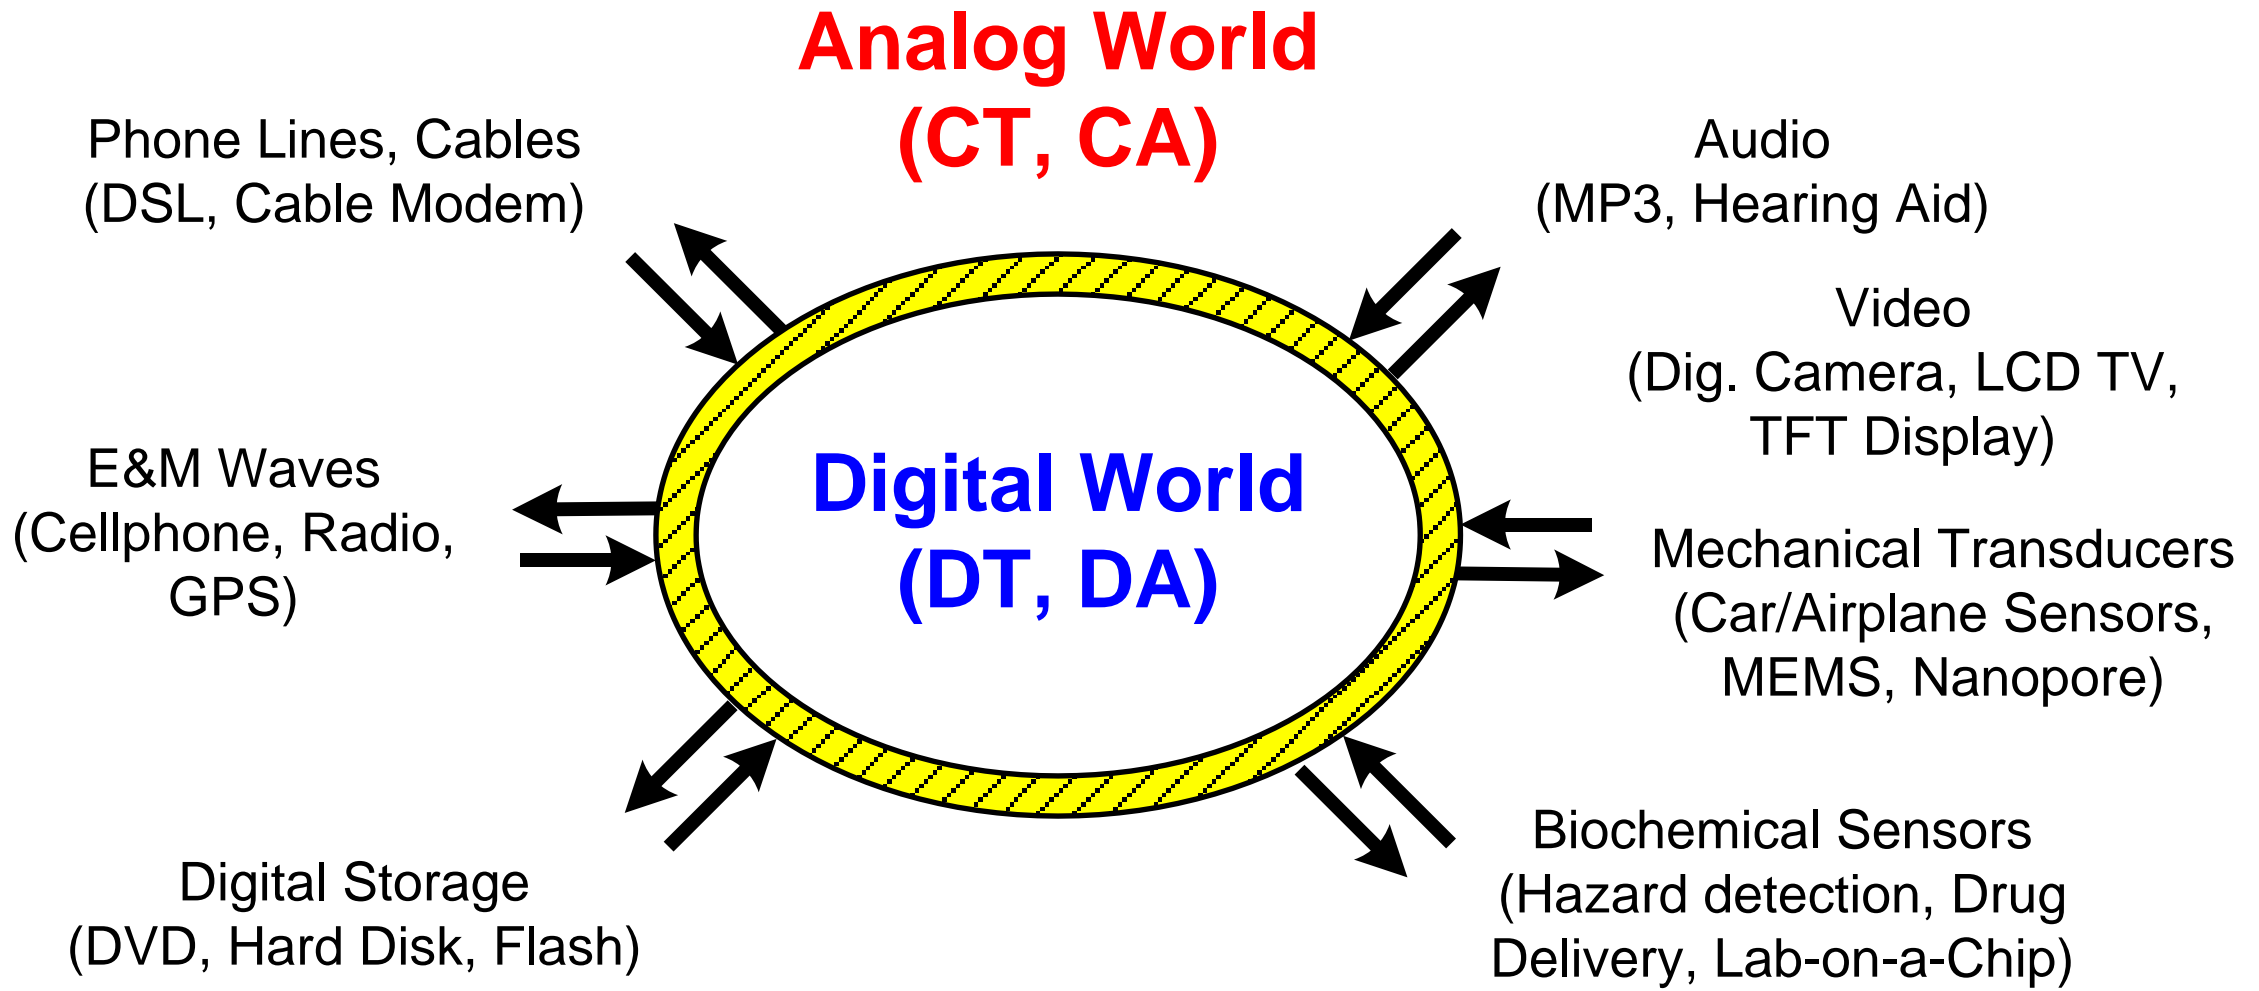 Analog World
(CT, CA)
Phone Lines, Cables
(DSL, Cable Modem)
Audio
(MP3, Hearing Aid)
Video
(Dig. Camera, LCD TV,
TFT Display)
E&M Waves
(Cellphone, Radio,
GPS)
Digital World
(DT, DA)
Mechanical Transducers
(Car/Airplane Sensors,
MEMS, Nanopore)
Digital Storage
(DVD, Hard Disk, Flash)
Biochemical Sensors
(Hazard detection, Drug
Delivery, Lab-on-a-Chip)